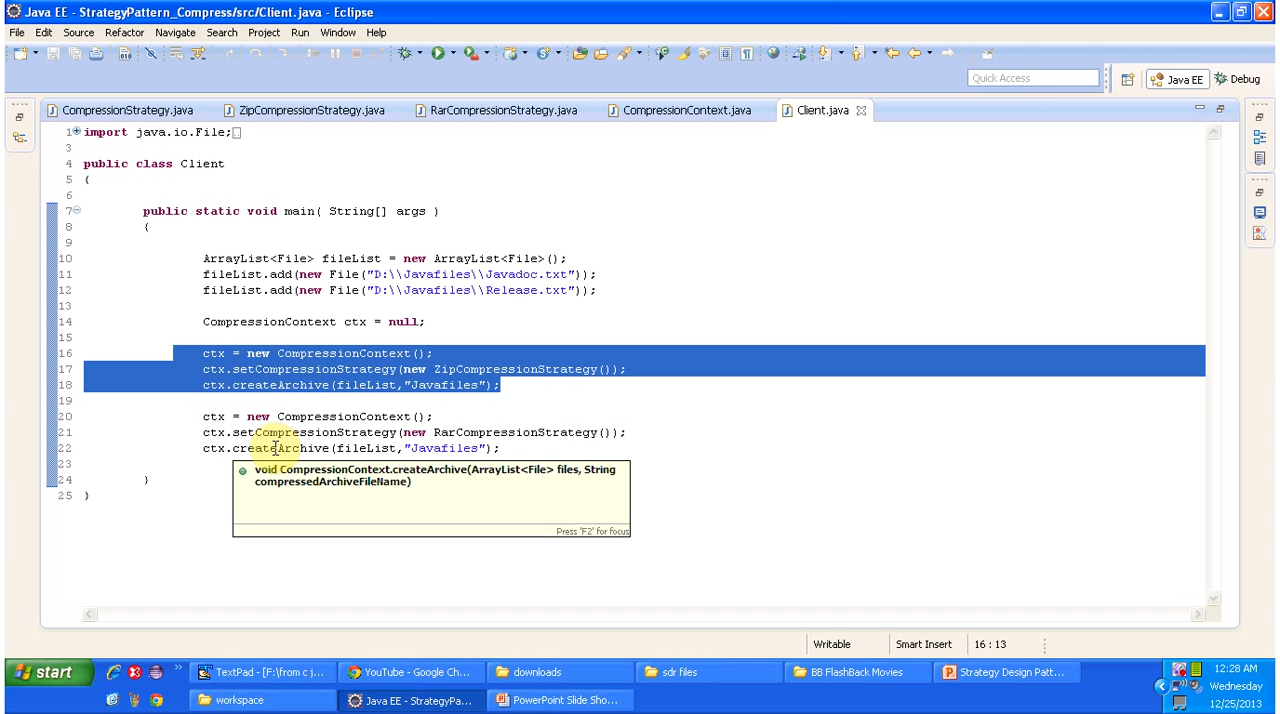 Java EE - StrategyPattern_Compress/src/Client.java - Eclipse
File Edit Source Refactor Navigate Search Project Run Window Help
Quick Access
Java EE
Debug
CompressionStrategy.java
ZipCompressionStrategy.java
RarCompressionStrategy.java
CompressionContext.java
Client.java
1 import java.io.File;
3
4 public class Client
5 {
6
7 public static void main( String[] args )
8 {
9
10 ArrayList<File> fileList = new ArrayList<File>();
11 fileList.add(new File("D:\\Javafiles\\Javadoc.txt"));
12 fileList.add(new File("D:\\Javafiles\\Release.txt"));
13
14 CompressionContext ctx = null;
15
16 ctx = new CompressionContext();
17 ctx.setCompressionStrategy(new ZipCompressionStrategy());
18 ctx.createArchive(fileList,"Javafiles");
19
20 ctx = new CompressionContext();
21 ctx.setCompressionStrategy(new RarCompressionStrategy());
22 ctx.createArchive(fileList,"Javafiles");
23
24 }
25 }
void CompressionContext.createArchive(ArrayList<File> files, String
compressedArchiveFileName)
Press 'F2' for focus
Writable
Smart Insert
16 : 13
start
TextPad - [F:\from c j...
YouTube - Google Ch...
downloads
sdr files
BB FlashBack Movies
Strategy Design Patt...
12:28 AM
workspace
Java EE - StrategyPa...
PowerPoint Slide Sho...
Wednesday
12/25/2013